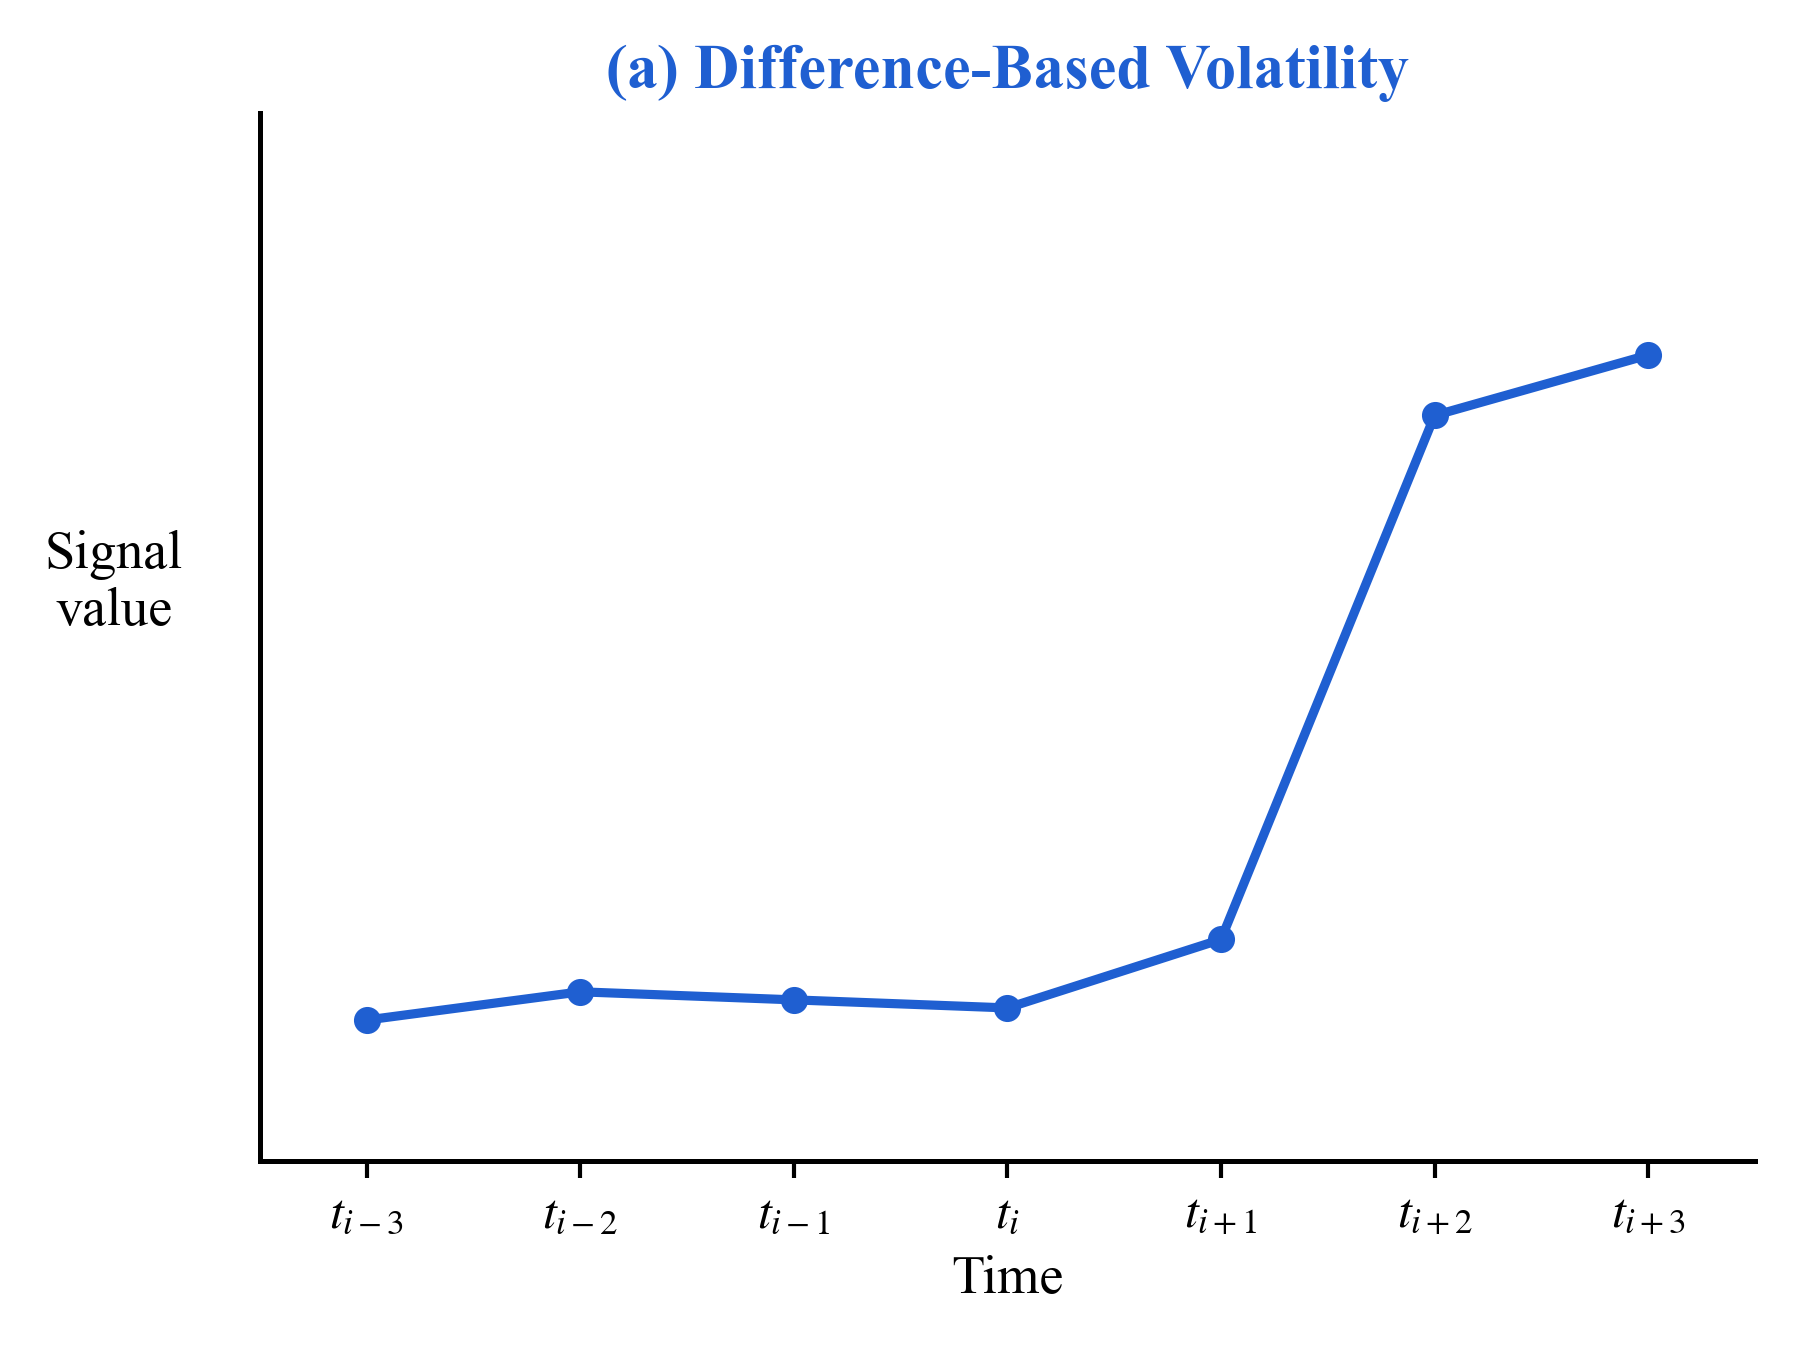 (a) Difference-Based Volatility
Signal
value
t_{i−3} t_{i−2} t_{i−1} t_i t_{i+1} t_{i+2} t_{i+3}
Time